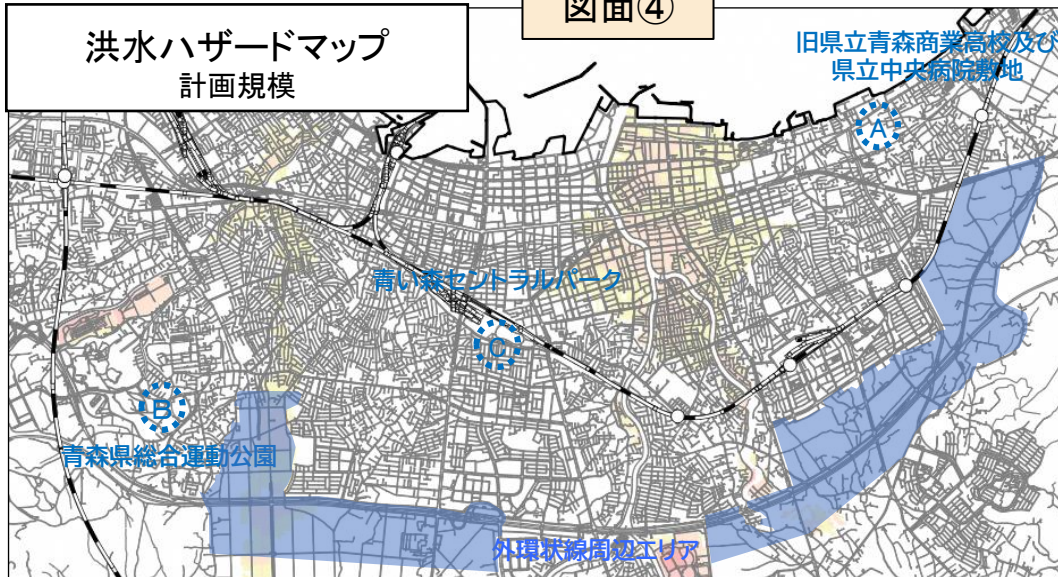 図面④
洪水ハザードマップ
計画規模
旧県立青森商業高校及び
県立中央病院敷地
A
青い森セントラルパーク
C
B
青森県総合運動公園
外環状線周辺エリア